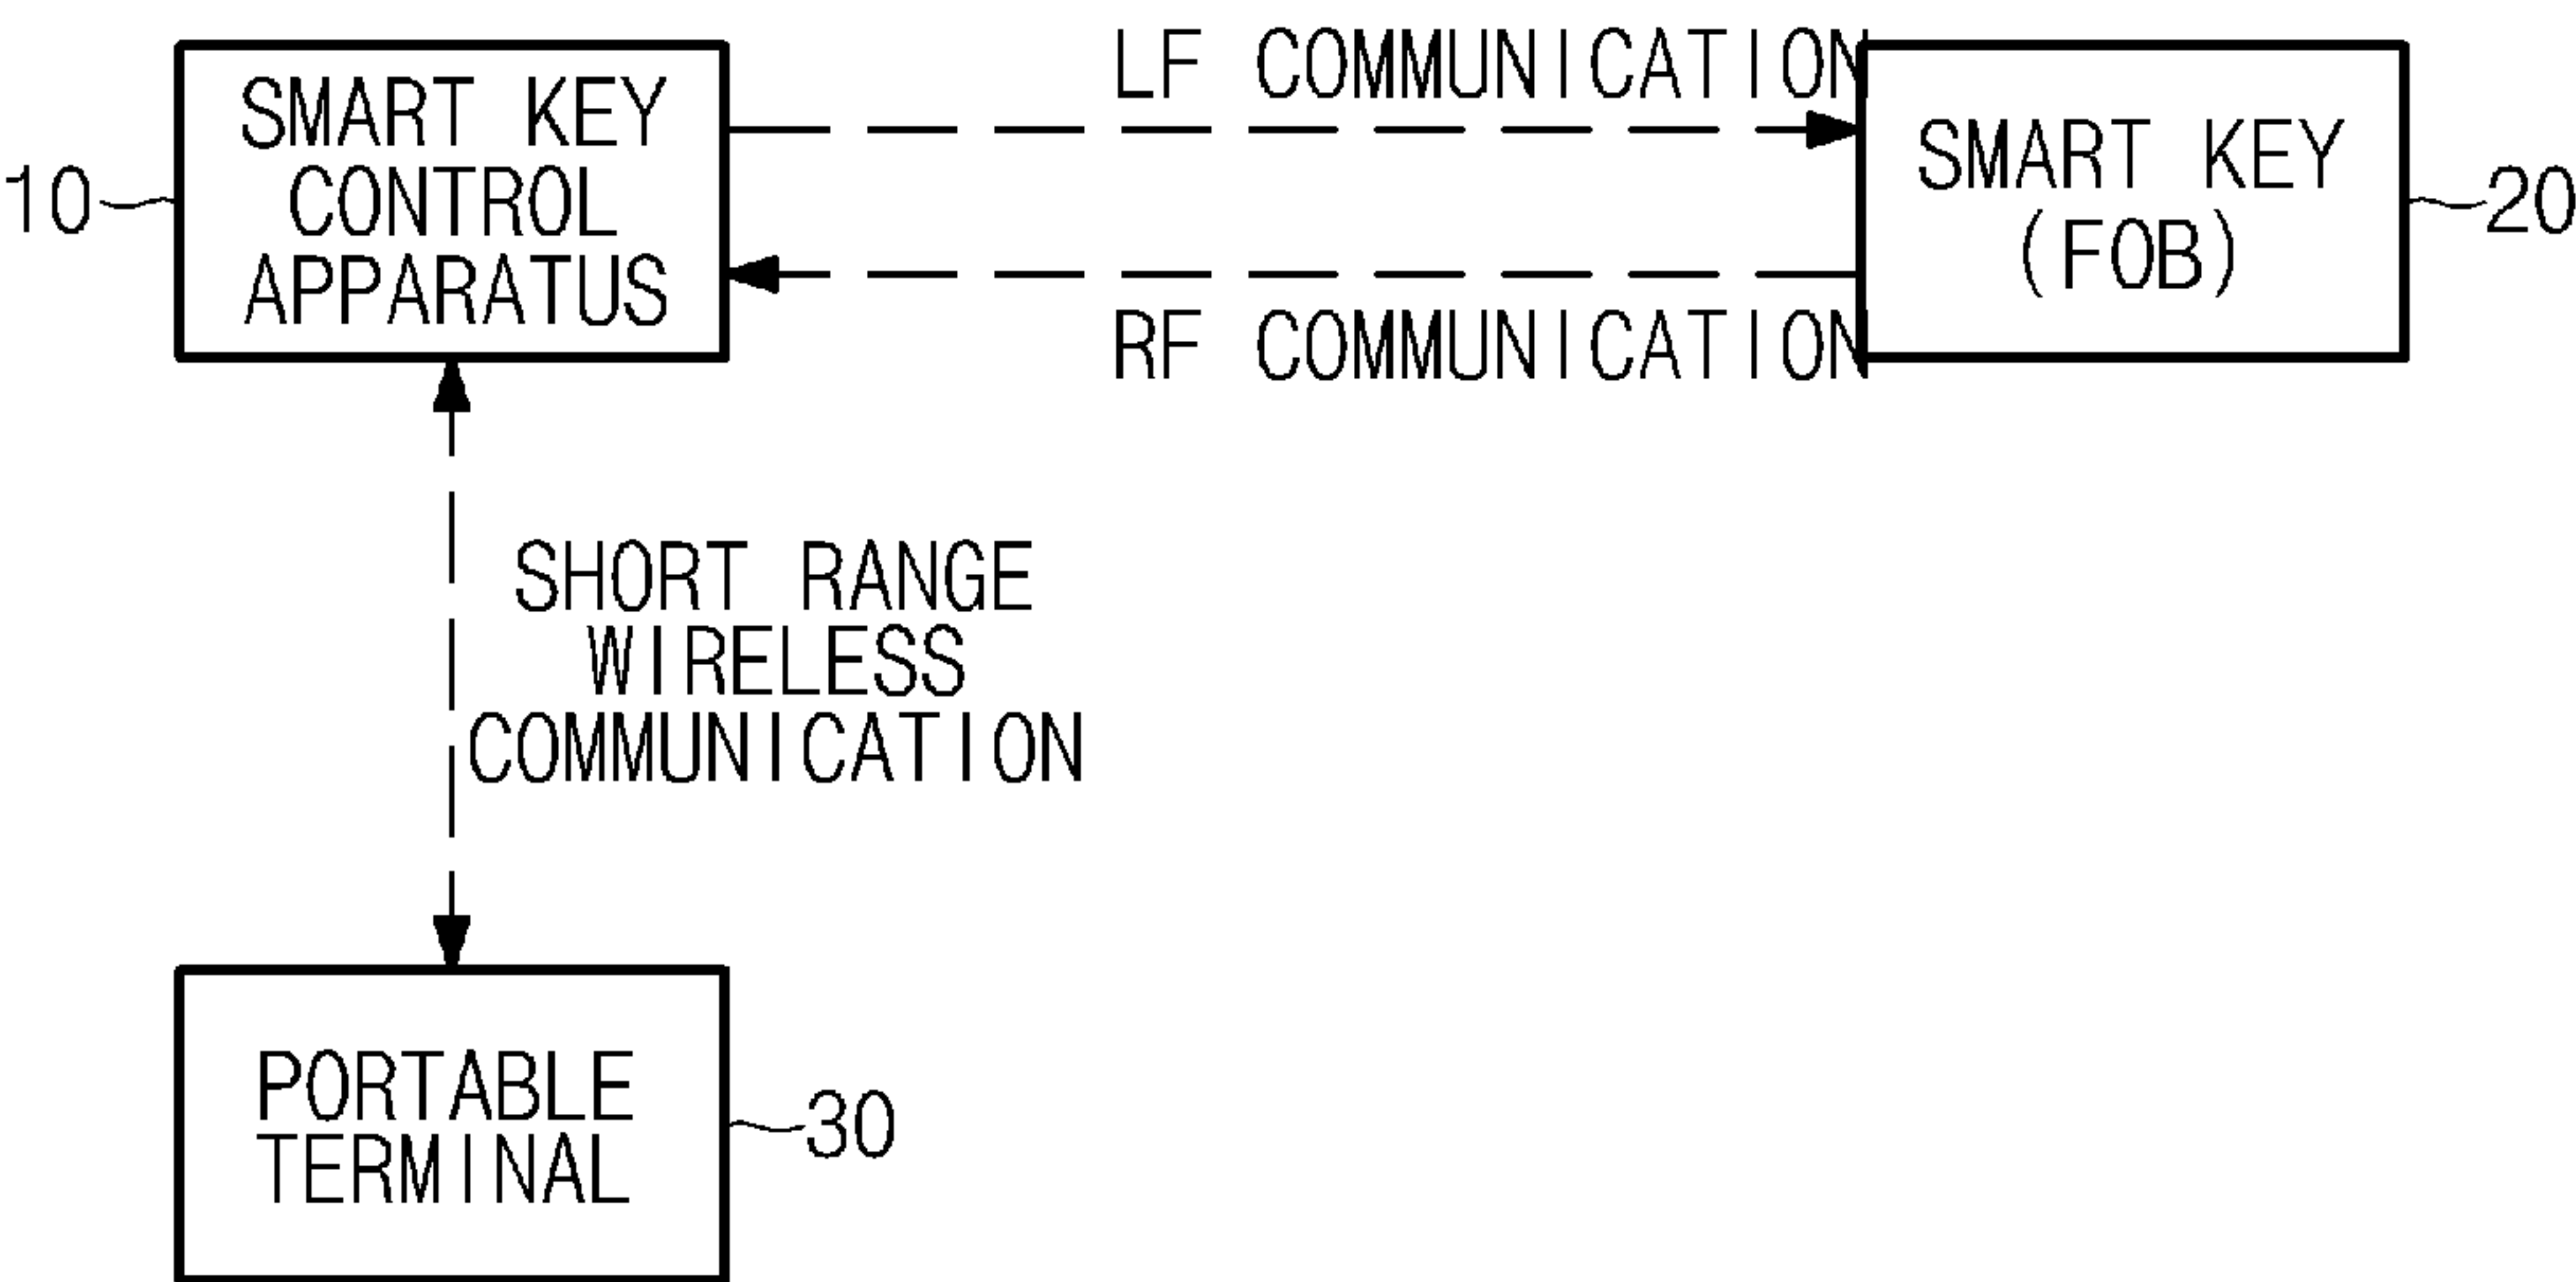 LF COMMUNICATION
SMART KEY
CONTROL
APPARATUS
10
SMART KEY
(FOB)
20
RF COMMUNICATION
SHORT RANGE
WIRELESS
COMMUNICATION
PORTABLE
TERMINAL
30